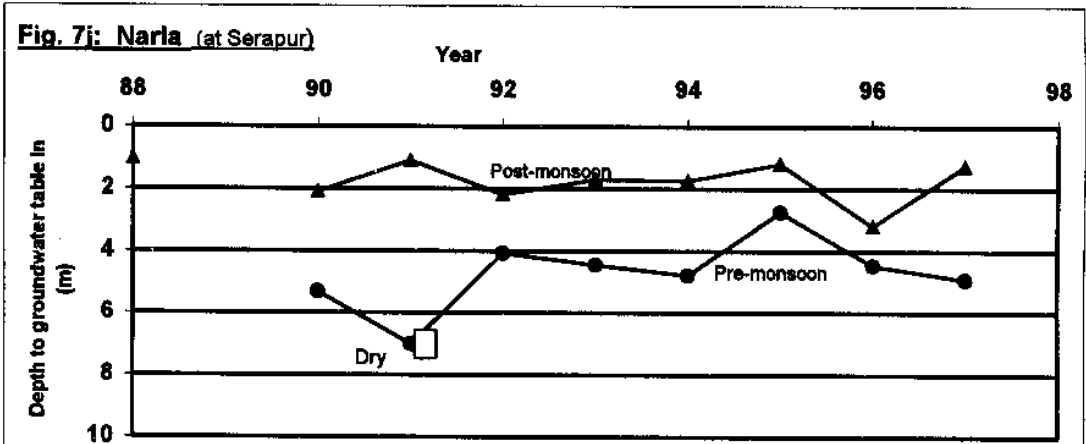 Fig. 7j: Narla (at Serapur)
Year
88 90 92 94 96 98
Depth to groundwater table in
(m)
0
2
4
6
8
10
Post-monsoon
Pre-monsoon
Dry